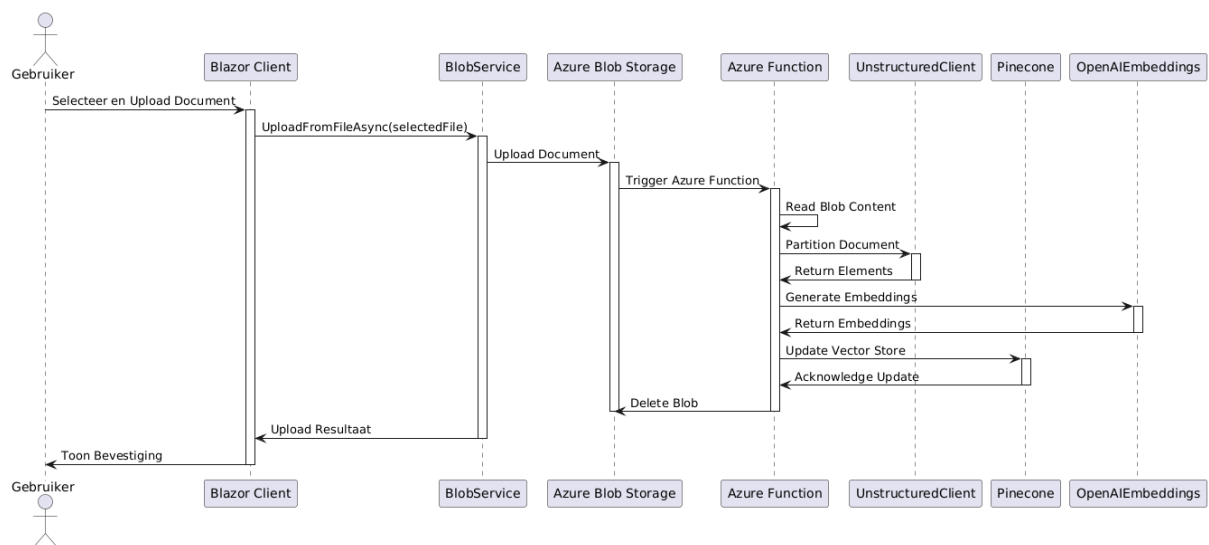 Gebruiker
Blazor Client
BlobService
Azure Blob Storage
Azure Function
UnstructuredClient
Pinecone
OpenAIEmbeddings
Selecteer en Upload Document
UploadFromFileAsync(selectedFile)
Upload Document
Trigger Azure Function
Read Blob Content
Partition Document
Return Elements
Generate Embeddings
Return Embeddings
Update Vector Store
Acknowledge Update
Delete Blob
Upload Resultaat
Toon Bevestiging
Gebruiker
Blazor Client
BlobService
Azure Blob Storage
Azure Function
UnstructuredClient
Pinecone
OpenAIEmbeddings